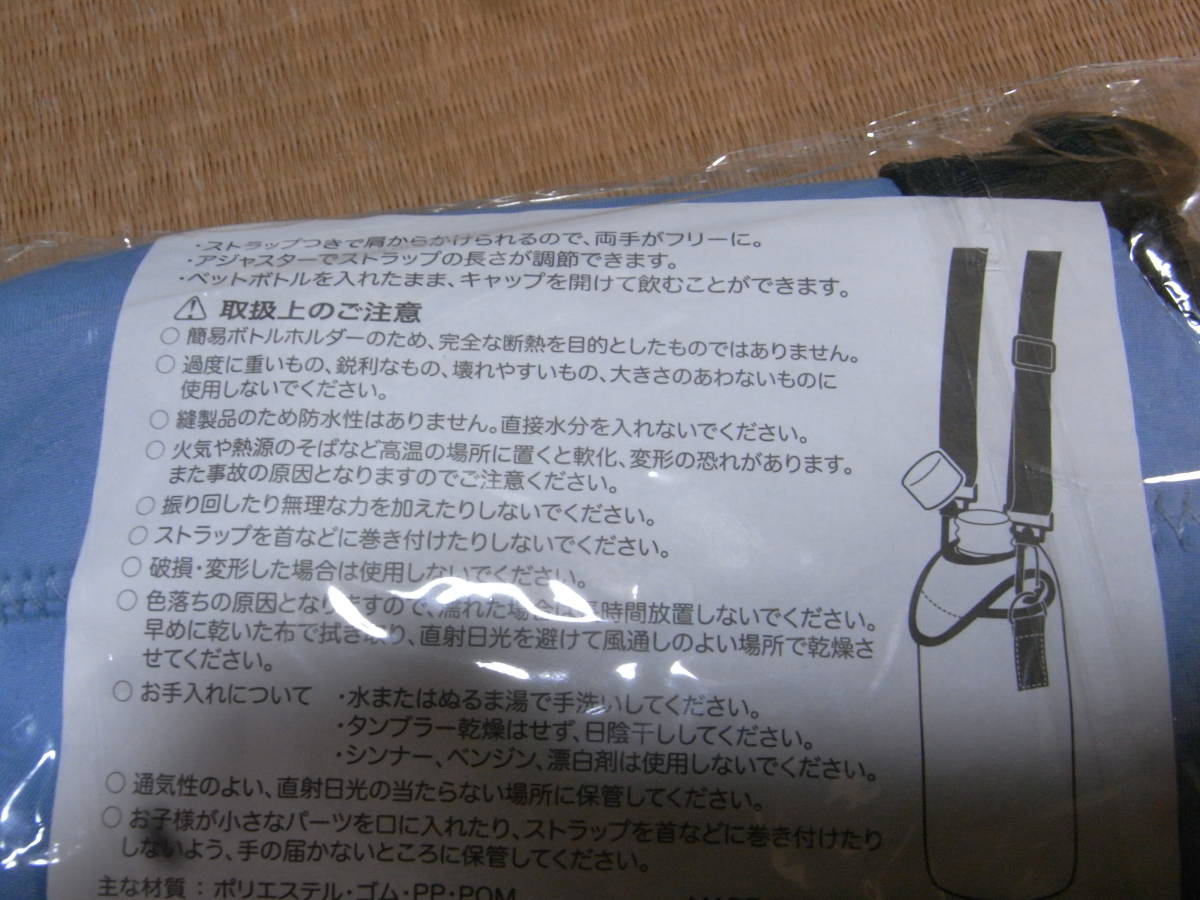 ・ストラップつきで肩からかけられるので、両手がフリーに。
・アジャスターでストラップの長さが調節できます。
・ペットボトルを入れたまま、キャップを開けて飲むことができます。
⚠ 取扱上のご注意
○ 簡易ボトルホルダーのため、完全な断熱を目的としたものではありません。
○ 過度に重いもの、鋭利なもの、壊れやすいもの、大きさのあわないものに
使用しないでください。
○ 縫製品のため防水性はありません。直接水分を入れないでください。
○ 火気や熱源のそばなど高温の場所に置くと軟化、変形の恐れがあります。
また事故の原因となりますのでご注意ください。
○ 振り回したり無理な力を加えたりしないでください。
○ ストラップを首などに巻き付けたりしないでください。
○ 破損・変形した場合は使用しないでください。
○ 色落ちの原因となりますので、濡れた場合は長時間放置しないでください。
早めに乾いた布で拭き取り、直射日光を避けて風通しのよい場所で乾燥さ
せてください。
○ お手入れについて ・水またはぬるま湯で手洗いしてください。
・タンブラー乾燥はせず、日陰干ししてください。
・シンナー、ベンジン、漂白剤は使用しないでください。
○ 通気性のよい、直射日光の当たらない場所に保管してください。
○ お子様が小さなパーツを口に入れたり、ストラップを首などに巻き付けたり
しないよう、手の届かないところに保管してください。
主な材質：ポリエステル・ゴム・PP・POM